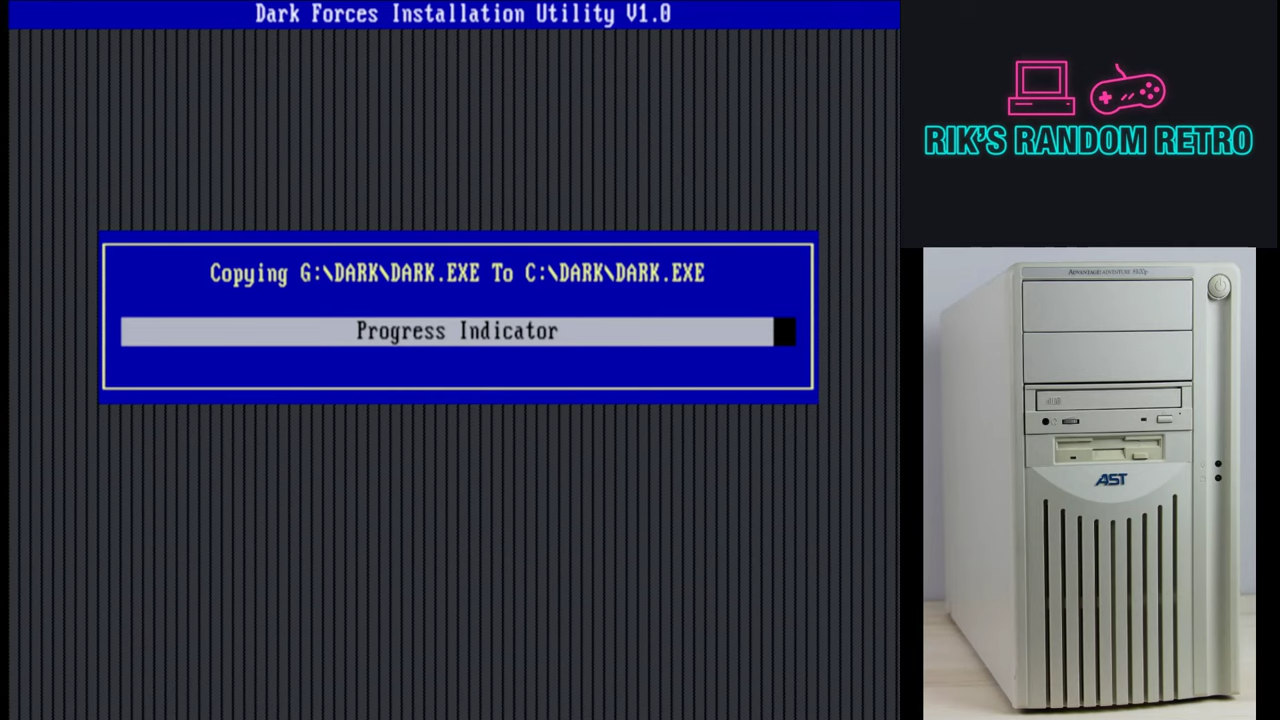 Dark Forces Installation Utility V1.0
Copying G:\DARK\DARK.EXE To C:\DARK\DARK.EXE
Progress Indicator
RIK'S RANDOM RETRO
AST